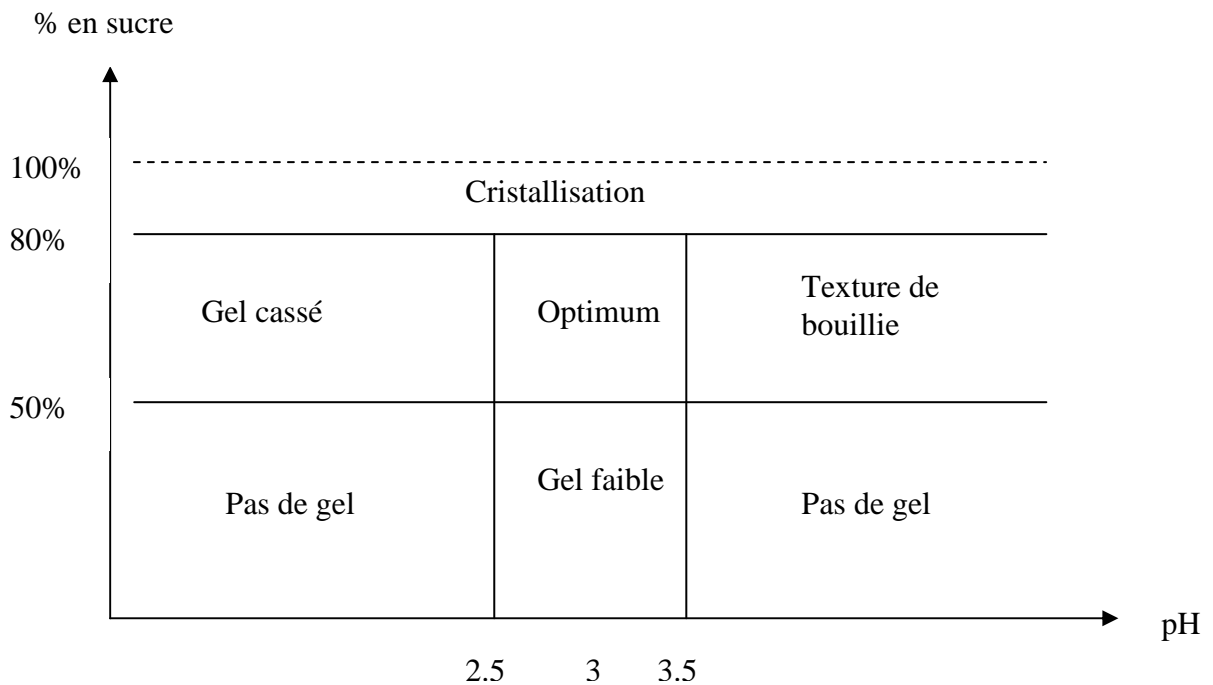 % en sucre
100%
Cristallisation
80%
Gel cassé
Optimum
Texture de
bouillie
50%
Pas de gel
Gel faible
Pas de gel
pH
2.5 3 3.5